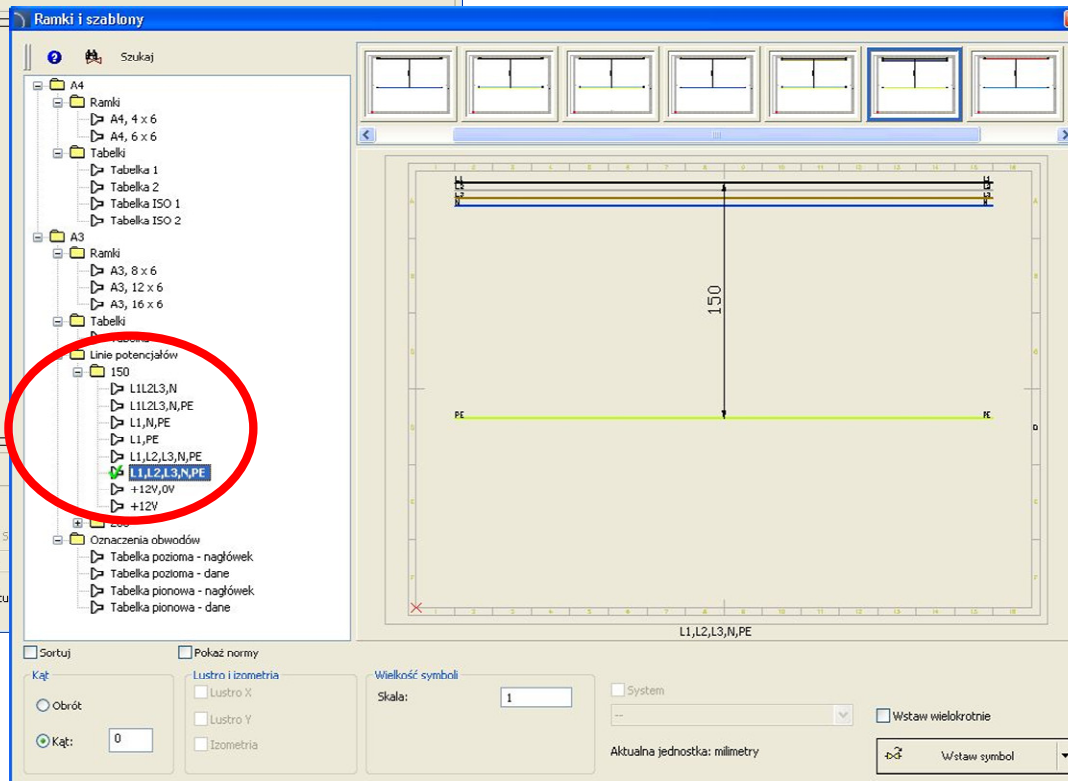 Ramki i szablony
Szukaj
A4
Ramki
A4, 4 x 6
A4, 6 x 6
Tabelki
Tabelka 1
Tabelka 2
Tabelka ISO 1
Tabelka ISO 2
A3
Ramki
A3, 8 x 6
A3, 12 x 6
A3, 16 x 6
Tabelki
Linie potencjałów
150
L1L2L3,N
L1L2L3,N,PE
L1,N,PE
L1,PE
L1,L2,L3,N,PE
L1,L2,L3,N,PE
+12V,0V
+12V
Oznaczenia obwodów
Tabelka pozioma - nagłówek
Tabelka pozioma - dane
Tabelka pionowa - nagłówek
Tabelka pionowa - dane
150
PE PE
L1,L2,L3,N,PE
Sortuj
Pokaż normy
Kąt
Obrót
Kąt: 0
Lustro i izometria
Lustro X
Lustro Y
Izometria
Wielkość symboli
Skala: 1
System
--
Aktualna jednostka: milimetry
Wstaw wielokrotnie
Wstaw symbol